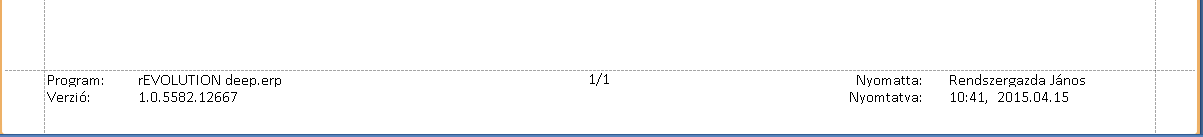 Program: rEVOLUTION deep.erp 1/1 Nyomatta: Rendszergazda János
Verzió: 1.0.5582.12667 Nyomtatva: 10:41, 2015.04.15